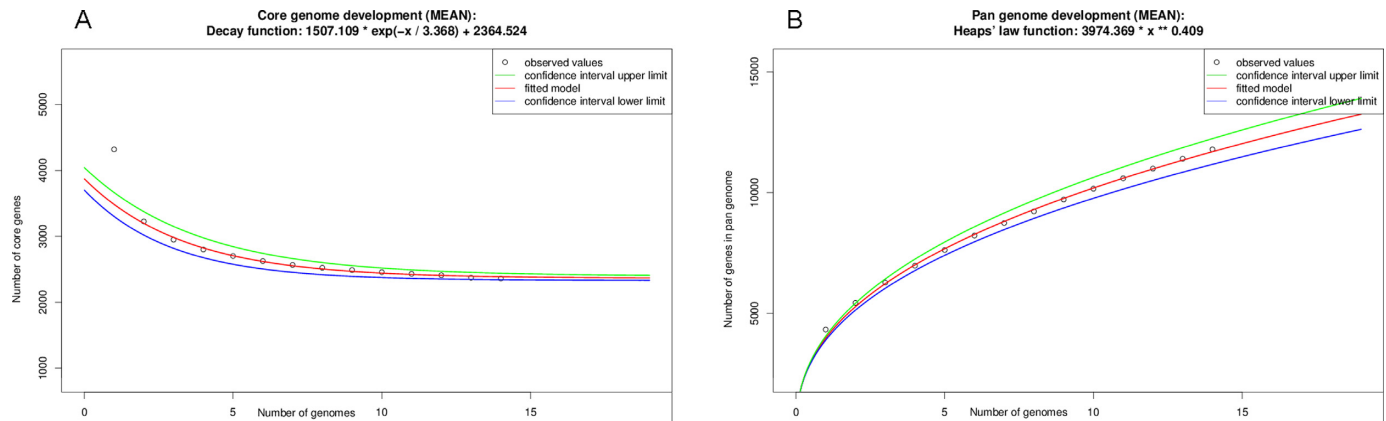 A
Core genome development (MEAN):
Decay function: 1507.109 * exp(−x / 3.368) + 2364.524
observed values
confidence interval upper limit
fitted model
confidence interval lower limit
Number of core genes
5000
4000
3000
2000
1000
0
5
10
15
Number of genomes
B
Pan genome development (MEAN):
Heaps' law function: 3974.369 * x ** 0.409
observed values
confidence interval upper limit
fitted model
confidence interval lower limit
Number of genes in pan genome
15000
10000
5000
0
5
10
15
Number of genomes